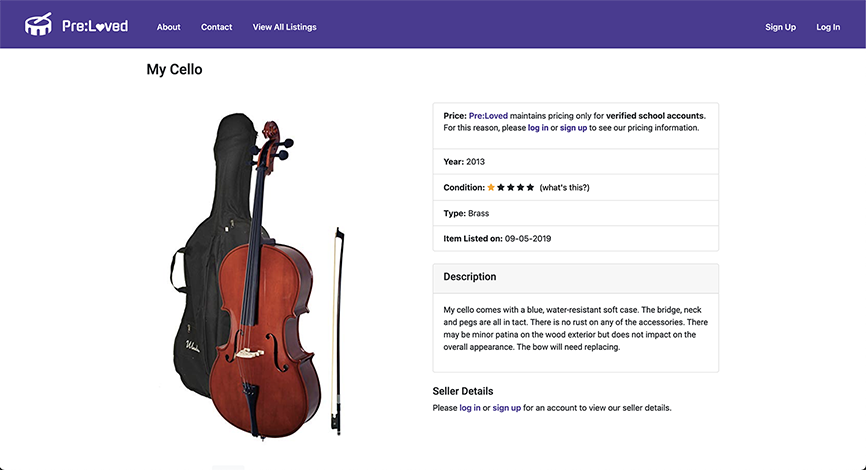 Pre:Loved About Contact View All Listings Sign Up Log In
My Cello
Price: Pre:Loved maintains pricing only for verified school accounts.
For this reason, please log in or sign up to see our pricing information.
Year: 2013
Condition: ★★★★★ (what's this?)
Type: Brass
Item Listed on: 09-05-2019
Description
My cello comes with a blue, water-resistant soft case. The bridge, neck
and pegs are all in tact. There is no rust on any of the accessories. There
may be minor patina on the wood exterior but does not impact on the
overall appearance. The bow will need replacing.
Seller Details
Please log in or sign up for an account to view our seller details.